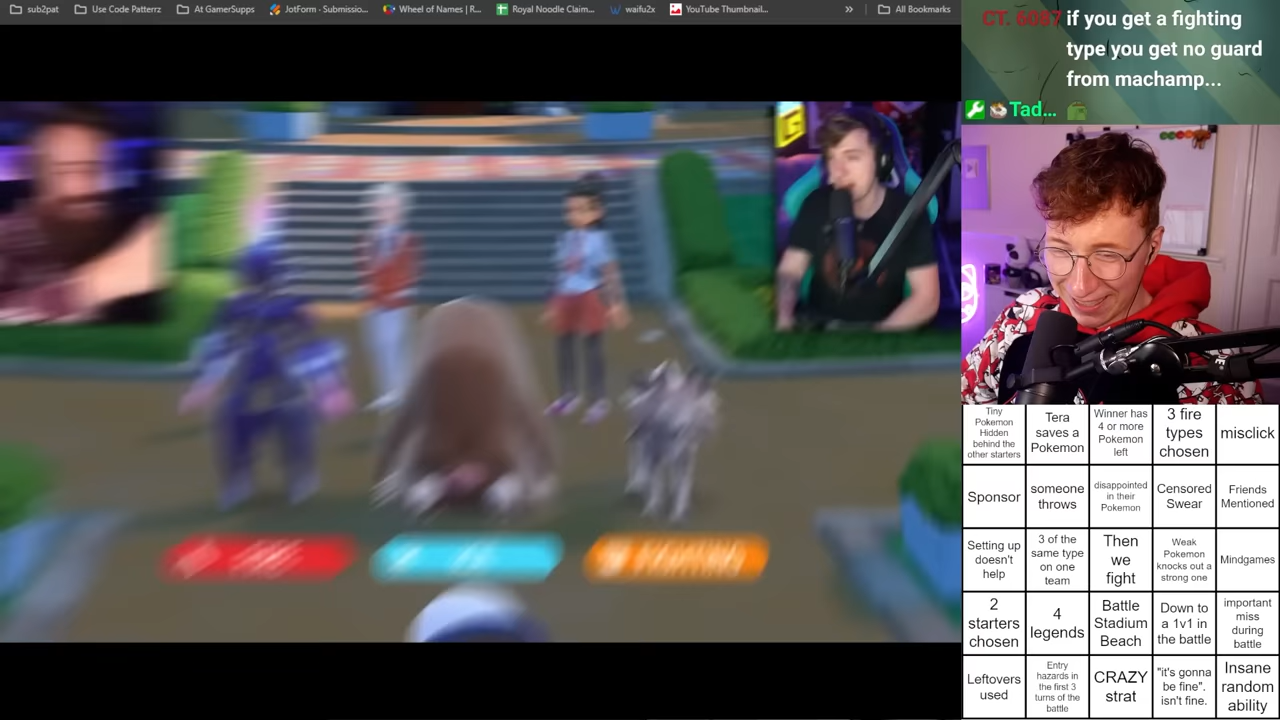 sub2pat
Use Code Patterrz
At GamerSupps
JotForm - Submissio...
Wheel of Names | R...
Royal Noodle Claim...
waifu2x
YouTube Thumbnail...
»
All Bookmarks
CT. 6097
if you get a fighting
type you get no guard
from machamp...
Tad...
FIGHTING
Tiny
Pokemon
Hidden
behind the
other starters
Tera
saves a
Pokemon
Winner has
4 or more
Pokemon
left
3 fire
types
chosen
misclick
Sponsor
someone
throws
disappointed
in their
Pokemon
Censored
Swear
Friends
Mentioned
Setting up
doesn't
help
3 of the
same type
on one
team
Then
we
fight
Weak
Pokemon
knocks out a
strong one
Mindgames
2
starters
chosen
4
legends
Battle
Stadium
Beach
Down to
a 1v1 in
the battle
important
miss
during
battle
Leftovers
used
Entry
hazards in
the first 3
turns of the
battle
CRAZY
strat
"it's gonna
be fine".
isn't fine.
Insane
random
ability